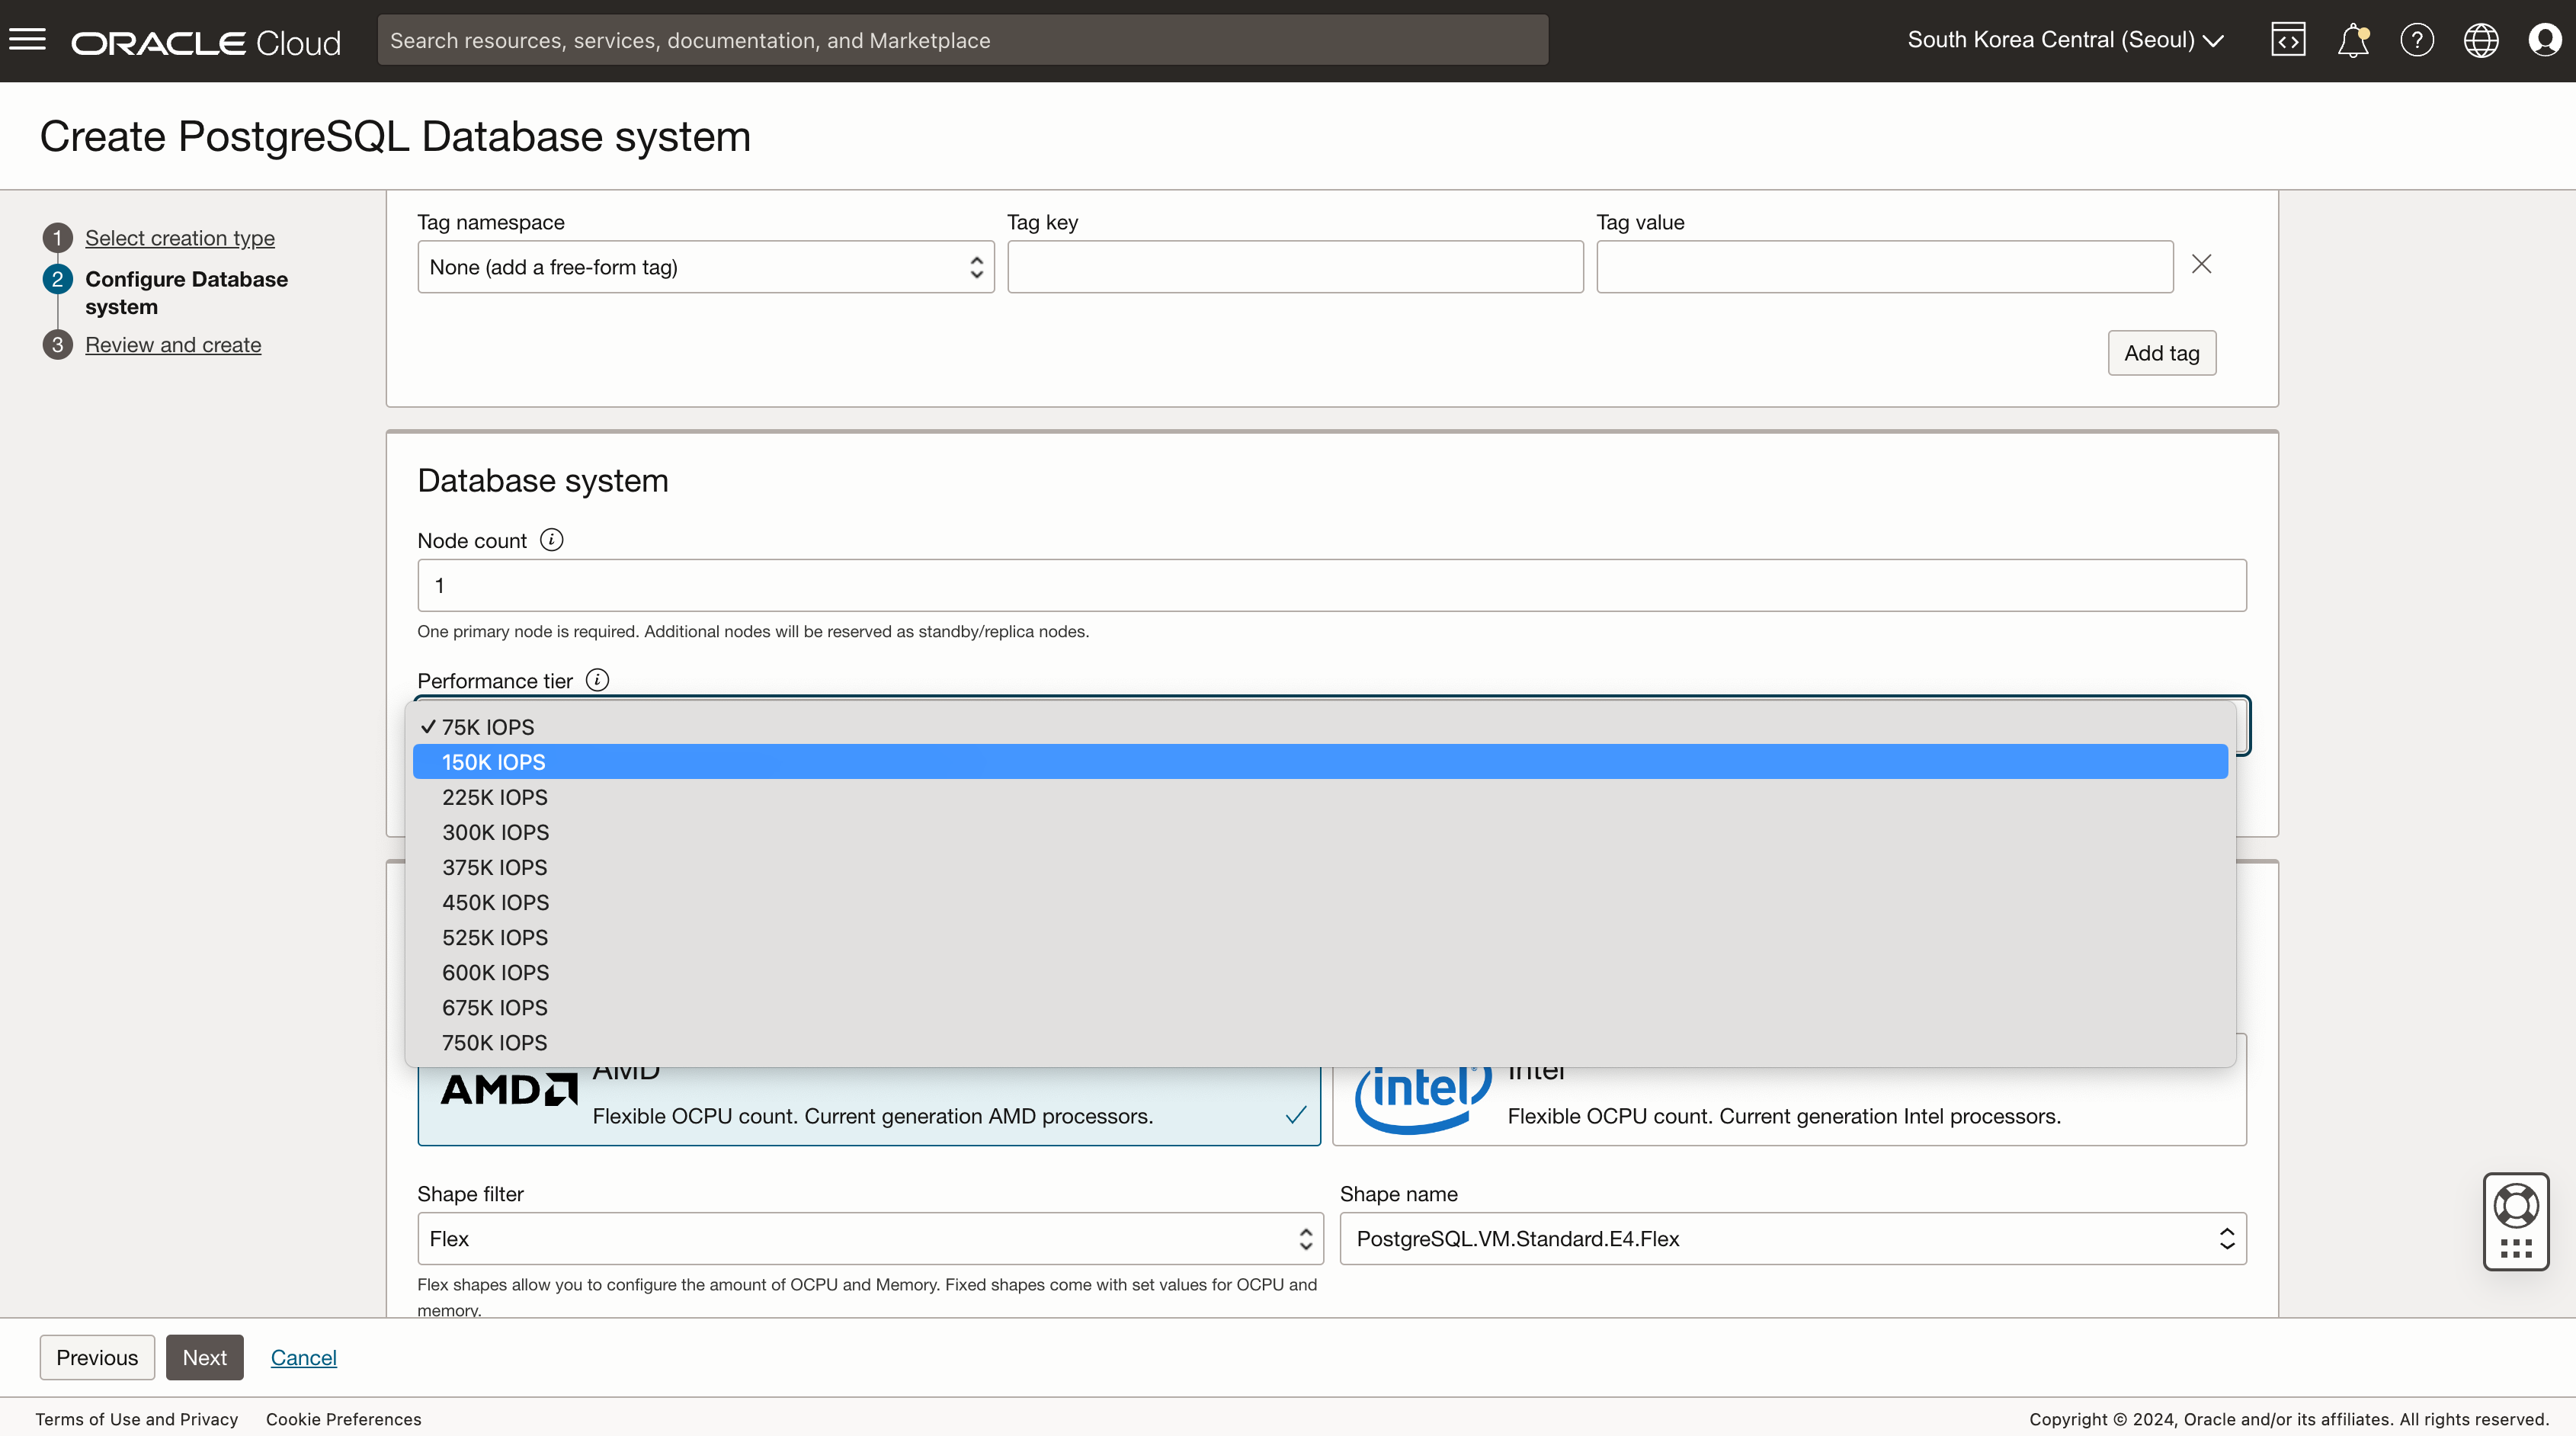 ORACLE Cloud
Search resources, services, documentation, and Marketplace
South Korea Central (Seoul)
Create PostgreSQL Database system
1 Select creation type
2 Configure Database
system
3 Review and create
Tag namespace
Tag key
Tag value
None (add a free-form tag)
Add tag
Database system
Node count
1
One primary node is required. Additional nodes will be reserved as standby/replica nodes.
Performance tier
75K IOPS
150K IOPS
225K IOPS
300K IOPS
375K IOPS
450K IOPS
525K IOPS
600K IOPS
675K IOPS
750K IOPS
AMD
AMD
Flexible OCPU count. Current generation AMD processors.
intel
Intel
Flexible OCPU count. Current generation Intel processors.
Shape filter
Shape name
Flex
PostgreSQL.VM.Standard.E4.Flex
Flex shapes allow you to configure the amount of OCPU and Memory. Fixed shapes come with set values for OCPU and
memory.
Previous
Next
Cancel
Terms of Use and Privacy
Cookie Preferences
Copyright © 2024, Oracle and/or its affiliates. All rights reserved.